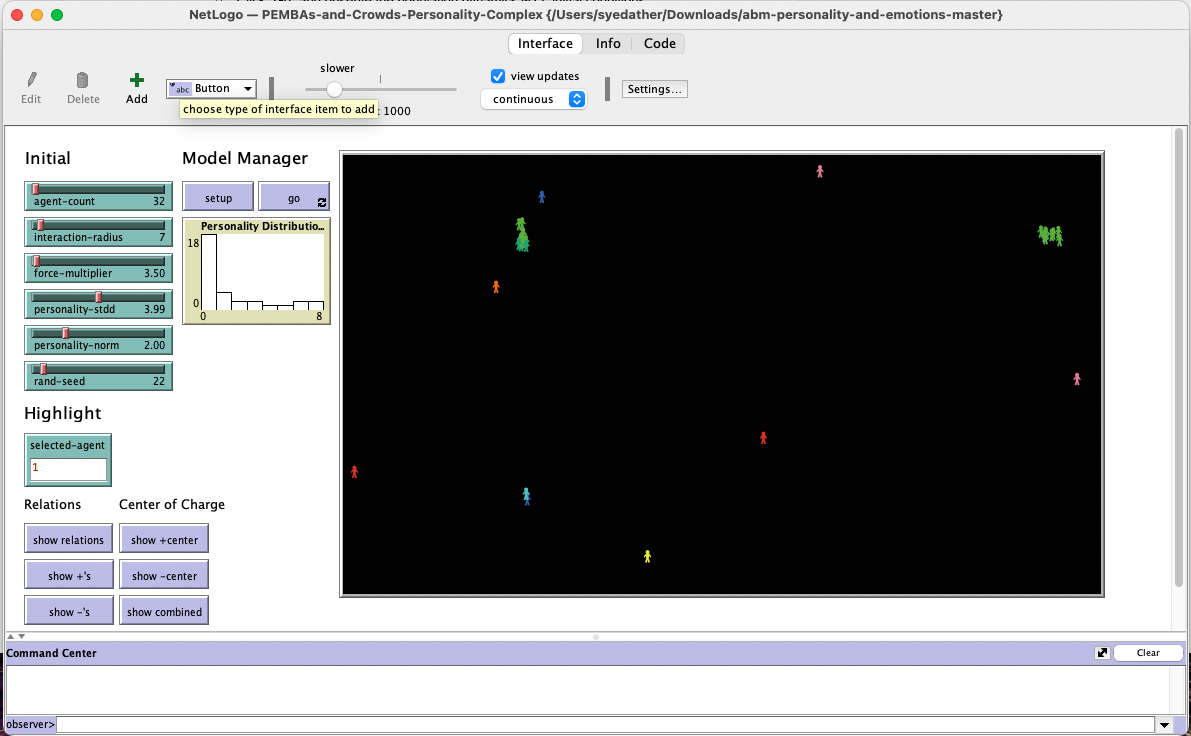 NetLogo — PEMBAs-and-Crowds-Personality-Complex {/Users/syedather/Downloads/abm-personality-and-emotions-master}
Interface Info Code
Edit
Delete
Add
abc Button
slower
view updates
continuous
Settings...
choose type of interface item to add
: 1000
Initial
agent-count 32
interaction-radius 7
force-multiplier 3.50
personality-stdd 3.99
personality-norm 2.00
rand-seed 22
Model Manager
setup
go
Personality Distributio...
18
0
0 8
Highlight
selected-agent
1
Relations
Center of Charge
show relations
show +center
show +'s
show -center
show -'s
show combined
Command Center
Clear
observer>